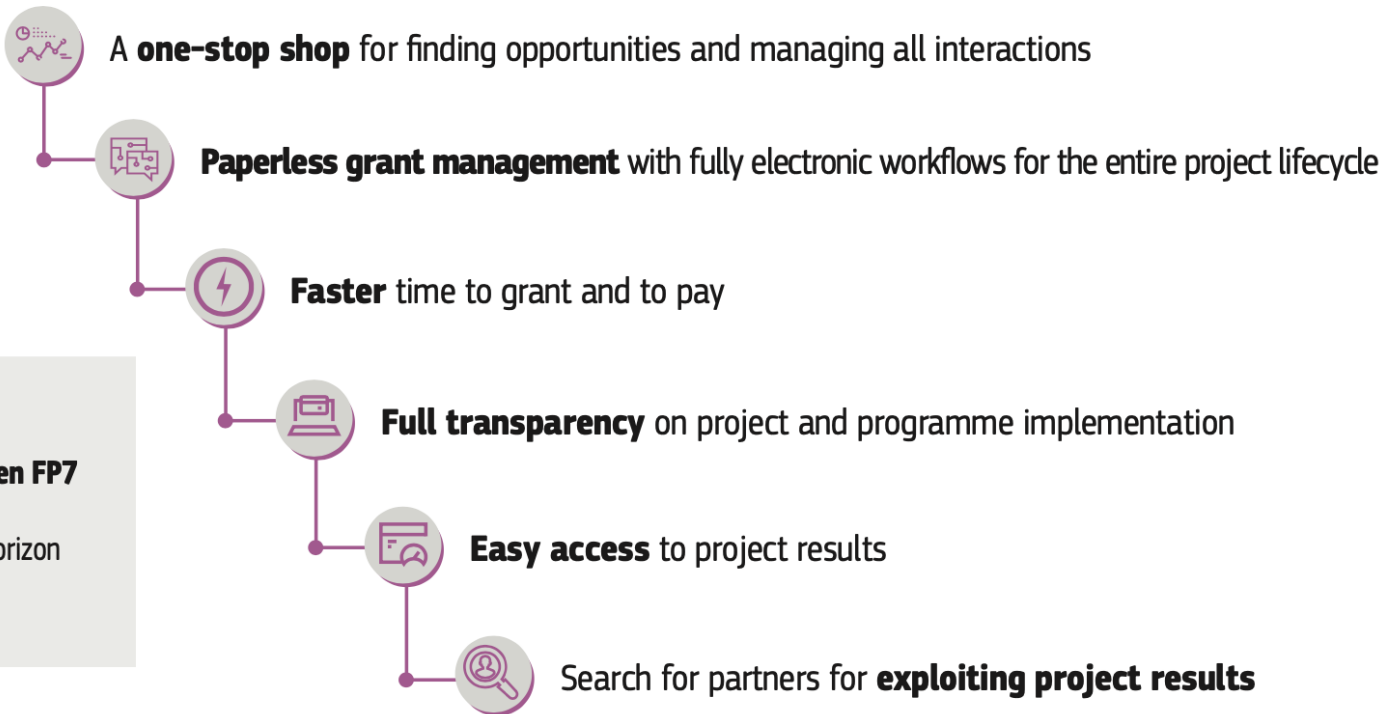 A one-stop shop for finding opportunities and managing all interactions
Paperless grant management with fully electronic workflows for the entire project lifecycle
Faster time to grant and to pay
Full transparency on project and programme implementation
FP7
Easy access to project results
Search for partners for exploiting project results